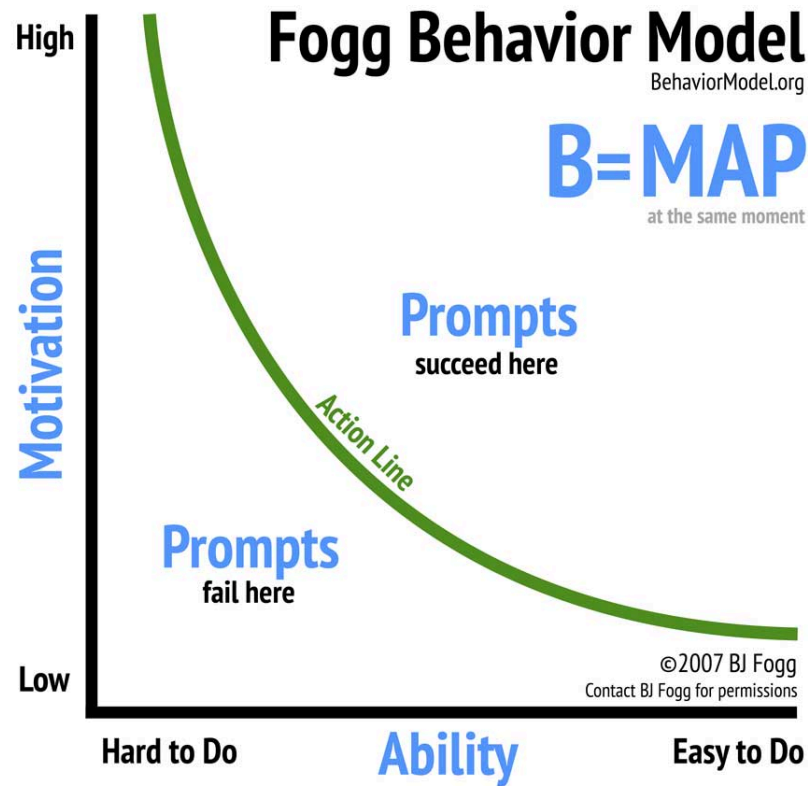 Fogg Behavior Model
BehaviorModel.org
B=MAP
at the same moment
High
Motivation
Low
Prompts
succeed here
Action Line
Prompts
fail here
©2007 BJ Fogg
Contact BJ Fogg for permissions
Hard to Do
Ability
Easy to Do